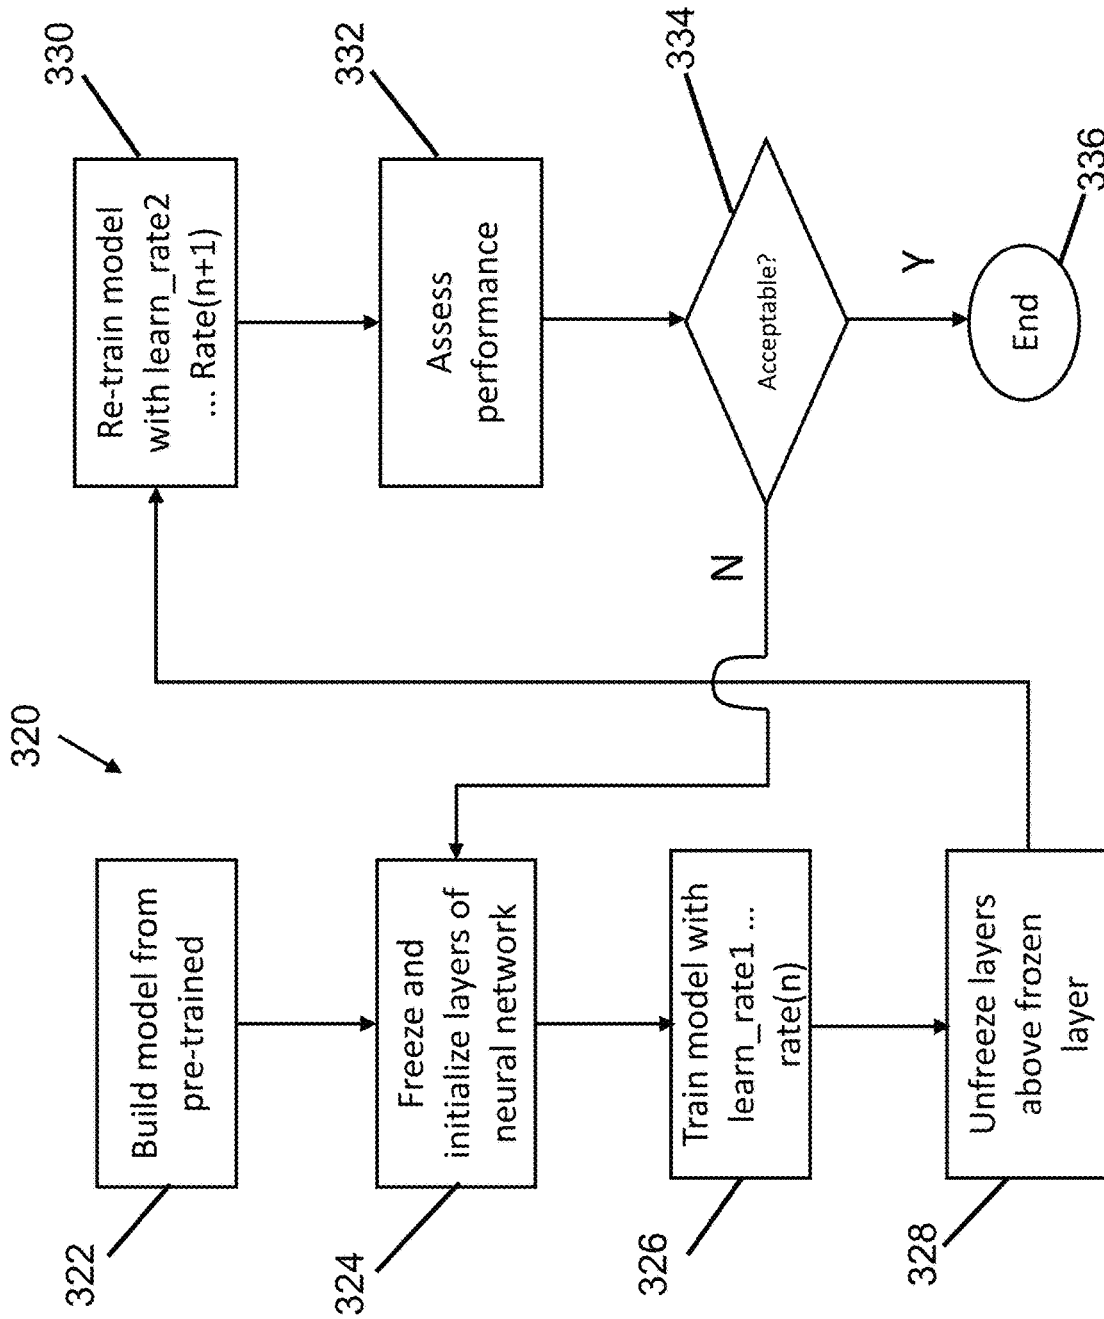 320
322
Build model from
pre-trained
324
Freeze and
initialize layers of
neural network
326
Train model with
learn_rate1 ...
rate(n)
328
Unfreeze layers
above frozen
layer
330
Re-train model
with learn_rate2
... Rate(n+1)
332
Assess
performance
334
Acceptable?
N
Y
336
End